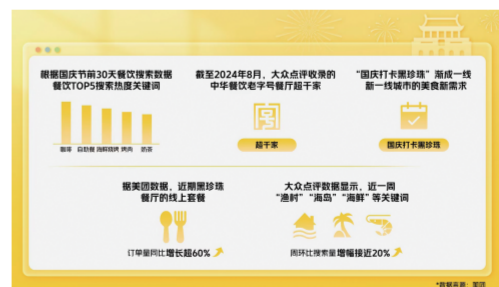 根据国庆节前30天餐饮搜索数据
餐饮TOP5搜索热度关键词
咖啡 自助餐 海鲜烧烤 烤肉 奶茶
截至2024年8月，大众点评收录的
中华餐饮老字号餐厅超千家
超千家
“国庆打卡黑珍珠”渐成一线
新一线城市的美食新需求
国庆打卡黑珍珠
据美团数据，近期黑珍珠
餐厅的线上套餐
订单量同比增长超60%
大众点评数据显示，近一周
“渔村”“海岛”“海鲜”等关键词
周环比搜索量增幅接近20%
*数据来源：美团